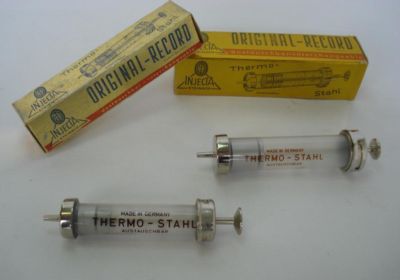 INJECTA
ORIGINAL-RECORD
INJECTA
ORIGINAL-RECORD
Thermo-
Stahl
MADE IN GERMANY
THERMO-STAHL
AUSTAUSCHBAR
MADE IN GERMANY
THERMO-STAHL
AUSTAUSCHBAR